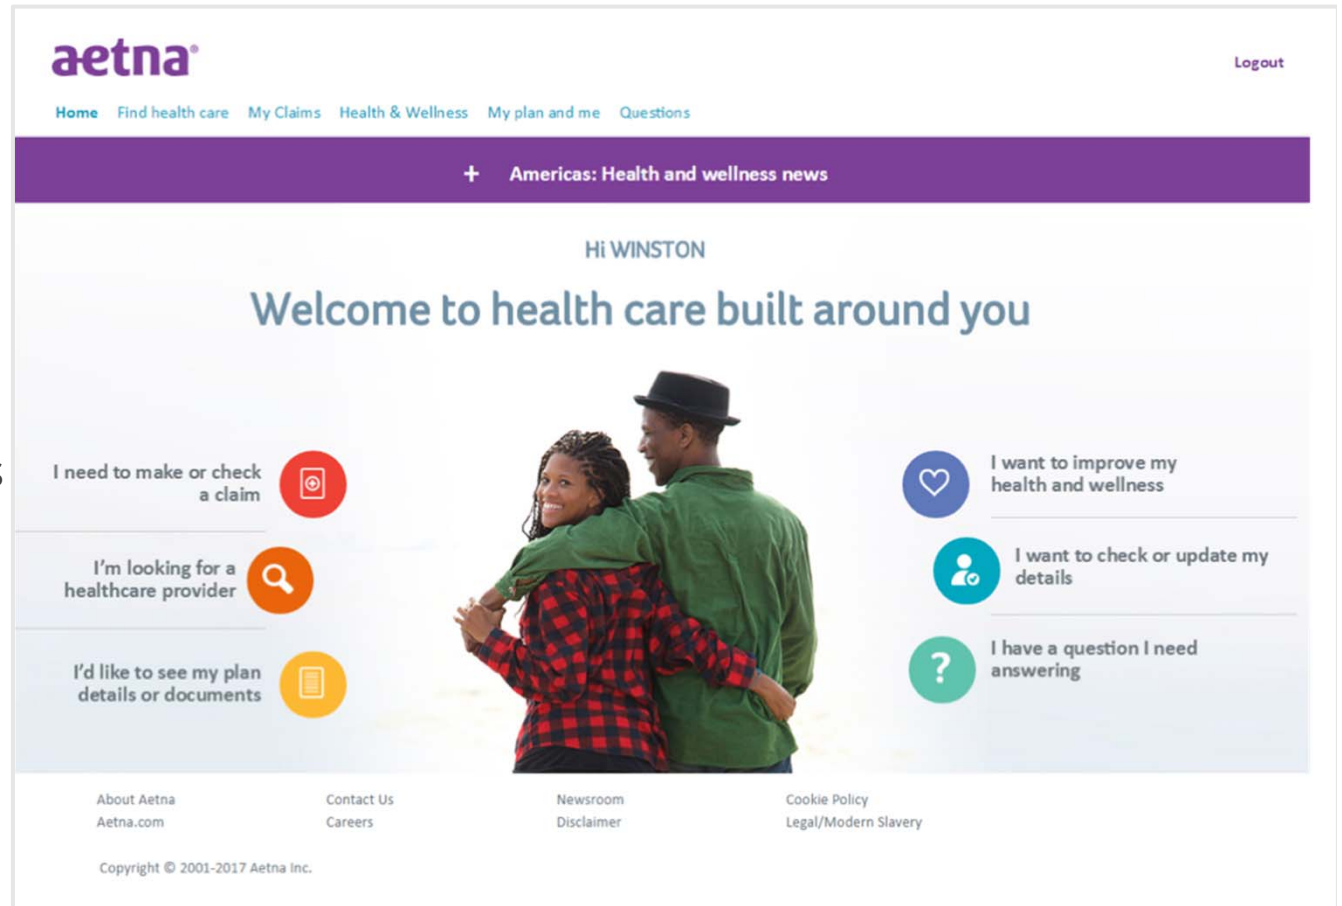 aetna®
Logout
Home Find health care My Claims Health & Wellness My plan and me Questions
+ Americas: Health and wellness news
Hi WINSTON
Welcome to health care built around you
I need to make or check
a claim
I'm looking for a
healthcare provider
I'd like to see my plan
details or documents
I want to improve my
health and wellness
I want to check or update my
details
I have a question I need
answering
?
About Aetna Contact Us Newsroom Cookie Policy
Aetna.com Careers Disclaimer Legal/Modern Slavery
Copyright © 2001-2017 Aetna Inc.